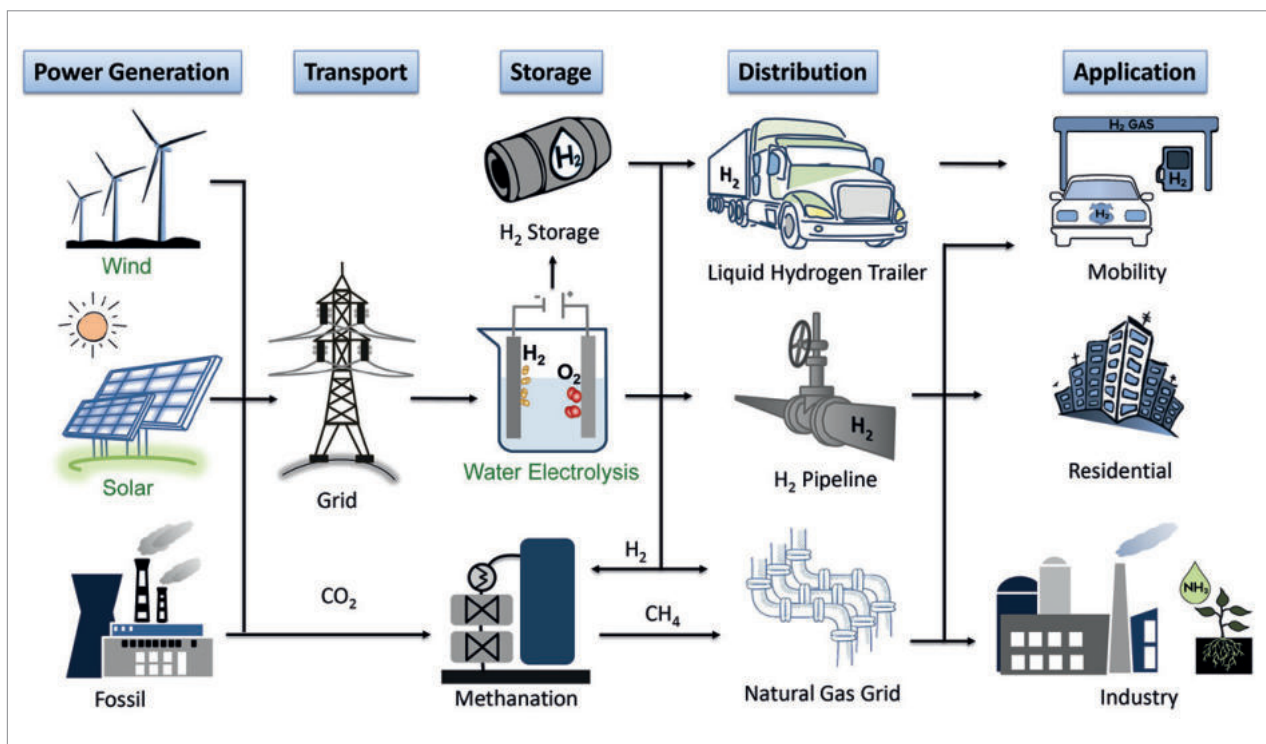 Power Generation
Transport
Storage
Distribution
Application
Wind
Solar
Fossil
Grid
CO₂
H₂
H₂ Storage
- +
H₂
O₂
Water Electrolysis
H₂
CH₄
Methanation
H₂
Liquid Hydrogen Trailer
H₂
H₂ Pipeline
Natural Gas Grid
H₂ GAS
H₂
H₂
Mobility
Residential
NH₃
Industry